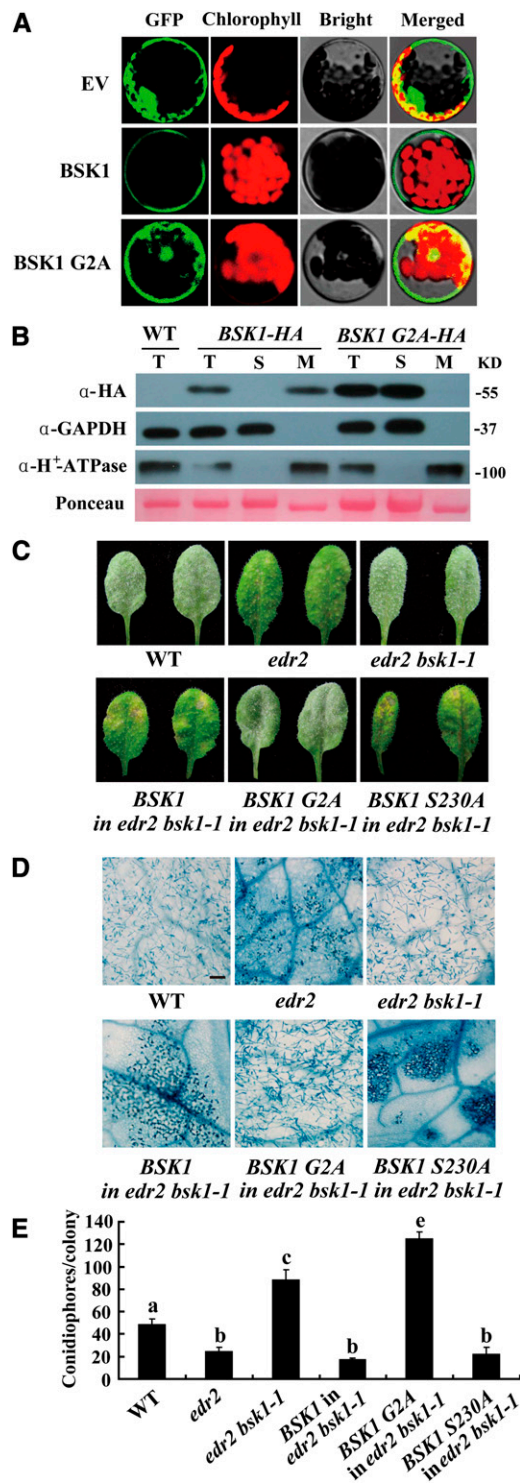 A
GFP Chlorophyll Bright Merged
EV
BSK1
BSK1 G2A
B
WT BSK1-HA BSK1 G2A-HA
T T S M T S M KD
α-HA -55
α-GAPDH -37
α-H+-ATPase -100
Ponceau
C
WT edr2 edr2 bsk1-1
BSK1 BSK1 G2A BSK1 S230A
in edr2 bsk1-1 in edr2 bsk1-1 in edr2 bsk1-1
D
WT edr2 edr2 bsk1-1
BSK1 BSK1 G2A BSK1 S230A
in edr2 bsk1-1 in edr2 bsk1-1 in edr2 bsk1-1
E
Conidiophores/colony
140
120
100
80
60
40
20
0
a
b
c
b
e
b
WT
edr2
edr2 bsk1-1
BSK1 in
edr2 bsk1-1
BSK1 G2A
in edr2 bsk1-1
BSK1 S230A
in edr2 bsk1-1